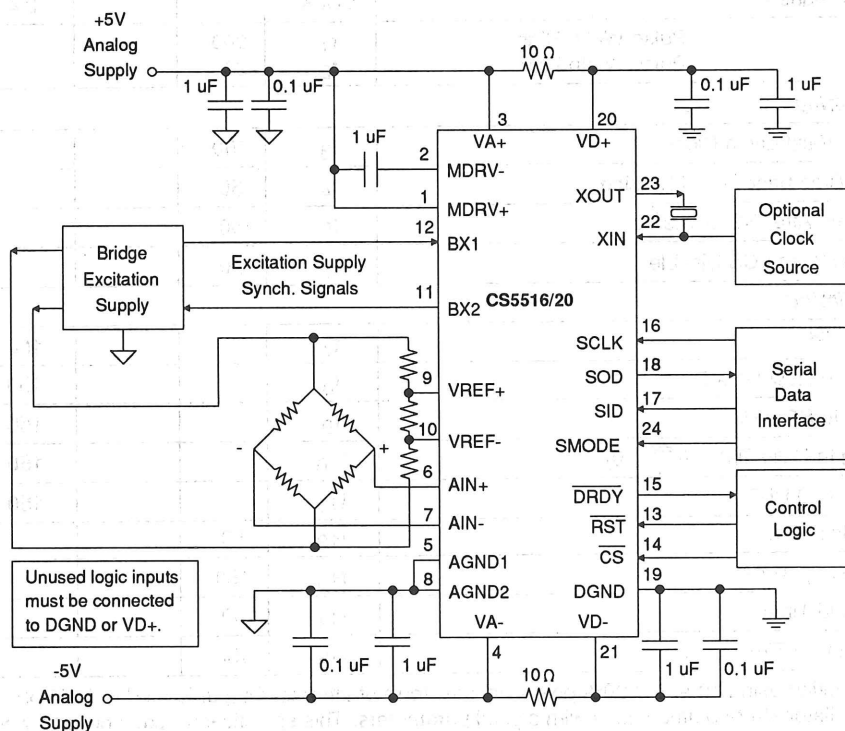 +5V
Analog
Supply
1 uF
0.1 uF
10 Ω
0.1 uF
1 uF
3
20
VA+
VD+
1 uF
2
MDRV-
1
MDRV+
XOUT
23
XIN
22
Optional
Clock
Source
Bridge
Excitation
Supply
12
BX1
Excitation Supply
Synch. Signals
11
BX2
CS5516/20
SCLK
16
SOD
18
SID
17
SMODE
24
Serial
Data
Interface
9
VREF+
10
VREF-
-
+
6
AIN+
7
AIN-
5
AGND1
8
AGND2
DRDY
15
RST
13
CS
14
DGND
19
Control
Logic
Unused logic inputs
must be connected
to DGND or VD+.
VA-
VD-
4
21
0.1 uF
1 uF
10 Ω
1 uF
0.1 uF
-5V
Analog
Supply